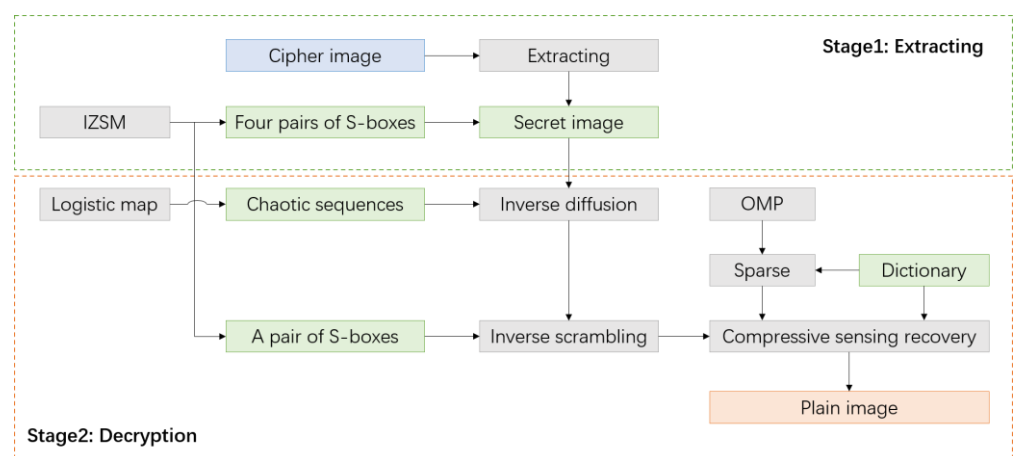 Stage1: Extracting
Cipher image
Extracting
IZSM
Four pairs of S-boxes
Secret image
Logistic map
Chaotic sequences
Inverse diffusion
OMP
Sparse
Dictionary
A pair of S-boxes
Inverse scrambling
Compressive sensing recovery
Plain image
Stage2: Decryption